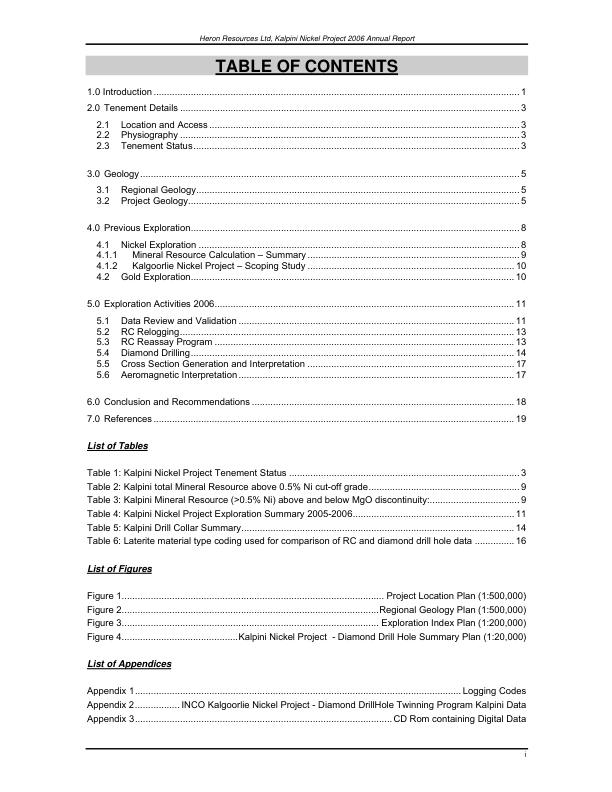 Heron Resources Ltd, Kalpini Nickel Project 2006 Annual Report
TABLE OF CONTENTS
1.0 Introduction ........ 1
2.0 Tenement Details ........ 3
2.1 Location and Access ........ 3
2.2 Physiography ........ 3
2.3 Tenement Status ........ 3
3.0 Geology ........ 5
3.1 Regional Geology ........ 5
3.2 Project Geology ........ 5
4.0 Previous Exploration ........ 8
4.1 Nickel Exploration ........ 8
4.1.1 Mineral Resource Calculation – Summary ........ 9
4.1.2 Kalgoorlie Nickel Project – Scoping Study ........ 10
4.2 Gold Exploration ........ 10
5.0 Exploration Activities 2006 ........ 11
5.1 Data Review and Validation ........ 11
5.2 RC Relogging ........ 13
5.3 RC Reassay Program ........ 13
5.4 Diamond Drilling ........ 14
5.5 Cross Section Generation and Interpretation ........ 17
5.6 Aeromagnetic Interpretation ........ 17
6.0 Conclusion and Recommendations ........ 18
7.0 References ........ 19
List of Tables
Table 1: Kalpini Nickel Project Tenement Status ........ 3
Table 2: Kalpini total Mineral Resource above 0.5% Ni cut-off grade ........ 9
Table 3: Kalpini Mineral Resource (>0.5% Ni) above and below MgO discontinuity: ........ 9
Table 4: Kalpini Nickel Project Exploration Summary 2005-2006 ........ 11
Table 5: Kalpini Drill Collar Summary ........ 14
Table 6: Laterite material type coding used for comparison of RC and diamond drill hole data ........ 16
List of Figures
Figure 1 ........ Project Location Plan (1:500,000)
Figure 2 ........ Regional Geology Plan (1:500,000)
Figure 3 ........ Exploration Index Plan (1:200,000)
Figure 4 ........ Kalpini Nickel Project - Diamond Drill Hole Summary Plan (1:20,000)
List of Appendices
Appendix 1 ........ Logging Codes
Appendix 2 ........ INCO Kalgoorlie Nickel Project - Diamond DrillHole Twinning Program Kalpini Data
Appendix 3 ........ CD Rom containing Digital Data
i